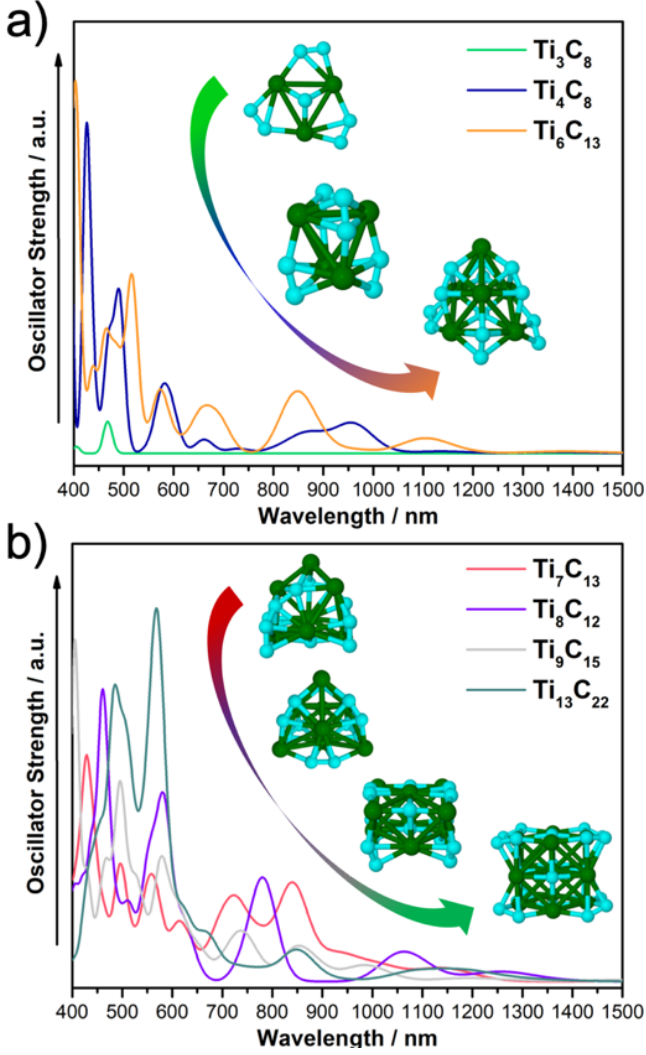 a)
Oscillator Strength / a.u.
Ti₃C₈
Ti₄C₈
Ti₆C₁₃
400 500 600 700 800 900 1000 1100 1200 1300 1400 1500
Wavelength / nm
b)
Oscillator Strength / a.u.
Ti₇C₁₃
Ti₈C₁₂
Ti₉C₁₅
Ti₁₃C₂₂
400 500 600 700 800 900 1000 1100 1200 1300 1400 1500
Wavelength / nm